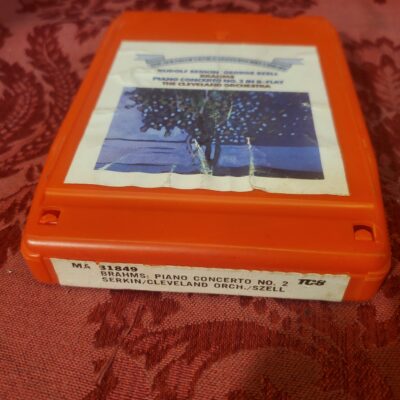 RUDOLF SERKIN GEORGE SZELL
BRAHMS
PIANO CONCERTO NO. 2 IN B-FLAT
THE CLEVELAND ORCHESTRA
MA 31849
BRAHMS: PIANO CONCERTO NO. 2 TC8
SERKIN/CLEVELAND ORCH./SZELL